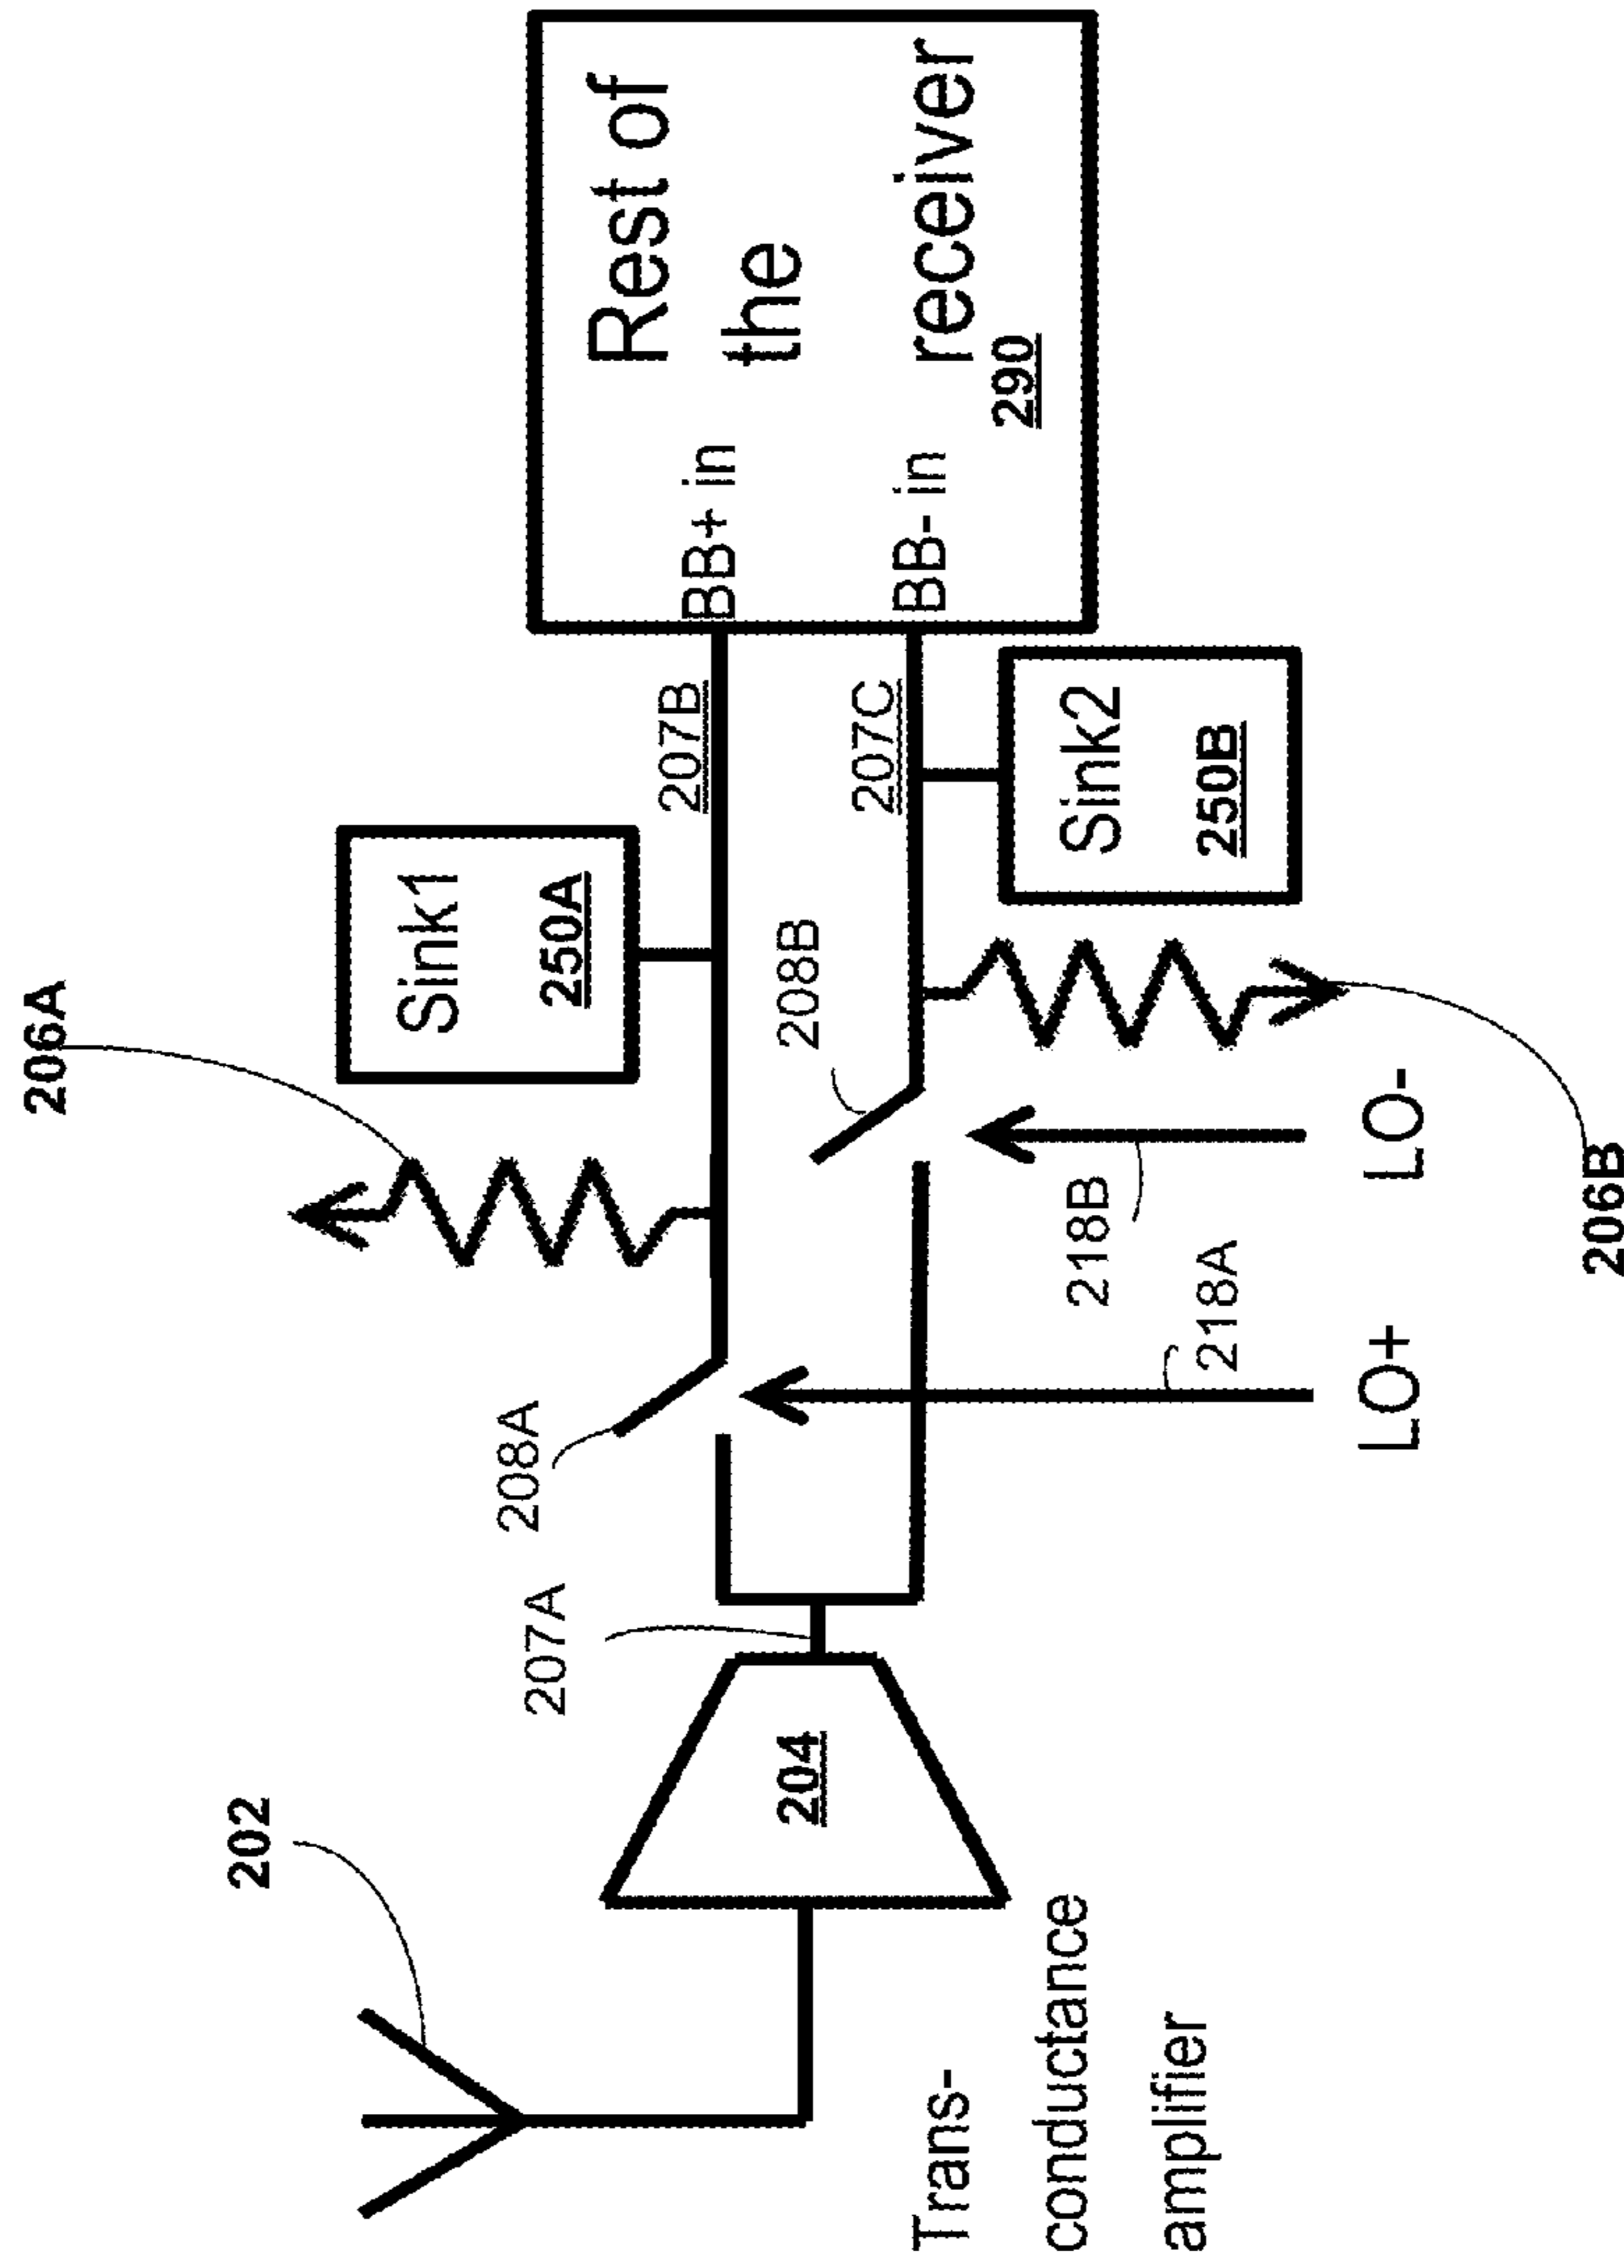 202
Trans-
conductance
amplifier
204
207A
208A
LO+
218A
206A
218B
LO-
208B
206B
Sink1
250A
207B
207C
Sink2
250B
BB+ in
BB- in
Rest of
the
receiver
290